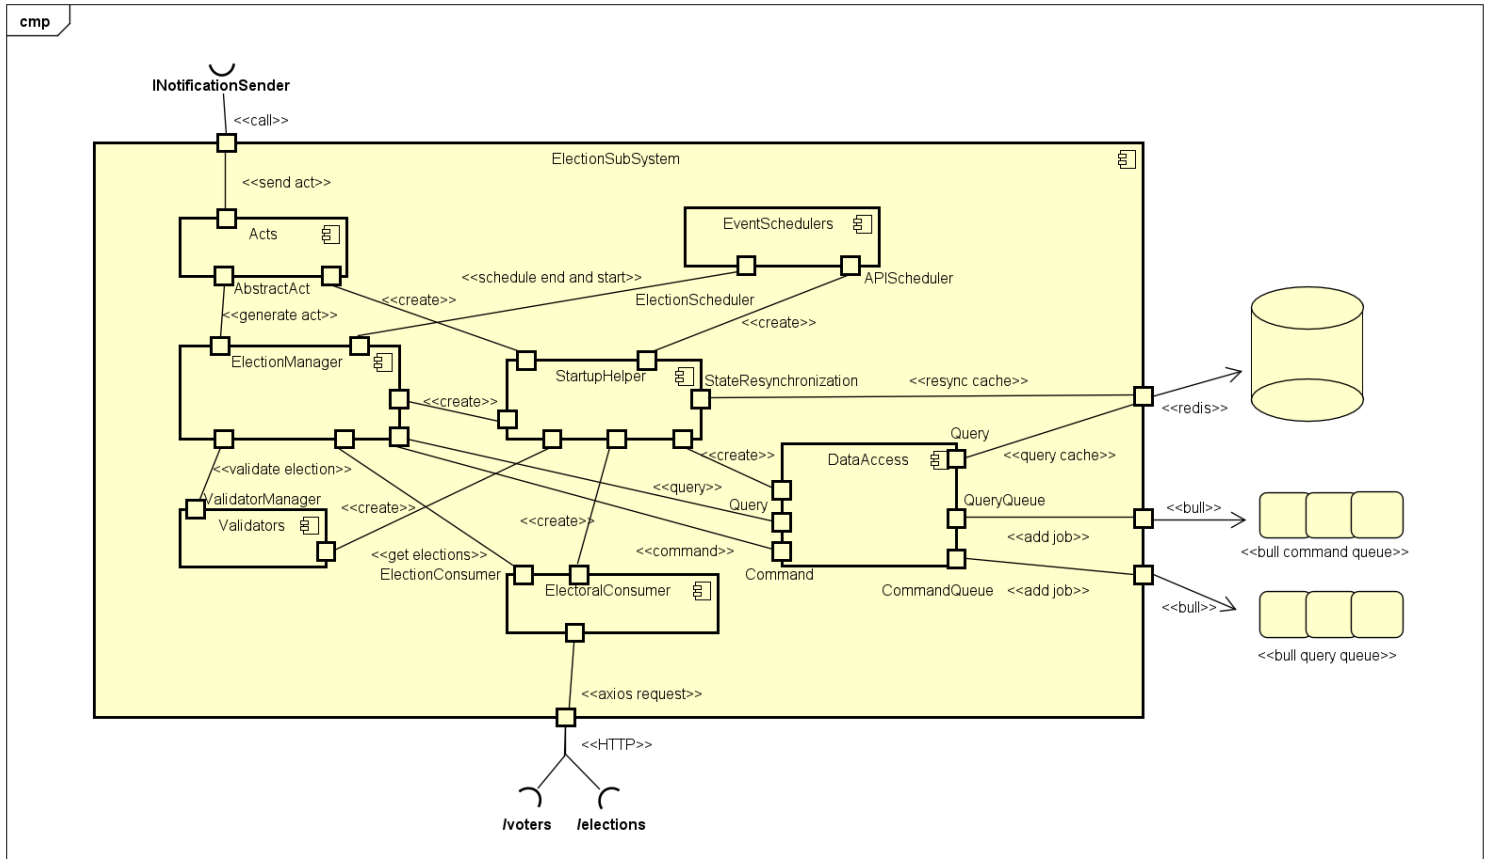 cmp
INotificationSender
<<call>>
ElectionSubSystem
<<send act>>
Acts
EventSchedulers
<<schedule end and start>>
APIScheduler
AbstractAct
<<create>>
ElectionScheduler
<<generate act>>
<<create>>
ElectionManager
StartupHelper
StateResynchronization
<<resync cache>>
<<create>>
<<redis>>
Query
<<create>>
<<query cache>>
DataAccess
<<validate election>>
<<query>>
ValidatorManager
<<create>>
Query
QueryQueue
<<bull>>
Validators
<<create>>
<<add job>>
<<get elections>>
<<command>>
<<bull command queue>>
ElectionConsumer
Command
ElectoralConsumer
CommandQueue
<<add job>>
<<bull>>
<<bull query queue>>
<<axios request>>
<<HTTP>>
/voters
/elections